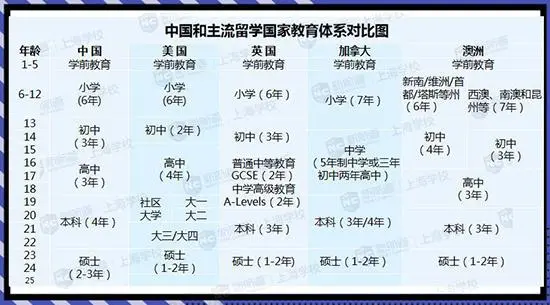 中国和主流留学国家教育体系对比图
年龄 中国 美国 英国 加拿大 澳洲
1-5 学前教育 学前教育 学前教育 学前教育 学前教育
6-12
小学
(6年)
小学
(6年)
小学(6年)
小学(7年)
新南/维洲/首
都/塔斯等州
(6年)
西澳、南澳和昆
州等(7年)
13
14
15
16
17
18
19
20
21
22
23
24
25
初中
(3年)
高中
(3年)
本科(4年)
硕士
(2-3年)
初中(2年)
高中
(4年)
社区
大学
大一
大二
大三/大四
硕士
(1-2年)
初中(3年)
普通中等教育
GCSE(2年)
中学高级教育
A-Levels(2年)
本科(3年)
硕士(1-2年)
中学
(5年制中学或三年
初中两年高中)
本科(3年/4年)
硕士(1-2年)
初中
(4年)
初中
(3年)
高中
(3年)
本科(3年)
硕士(1-2年)